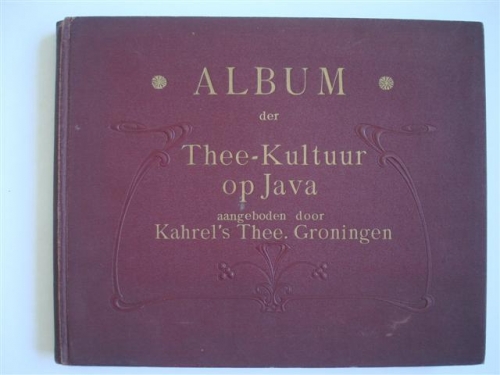 ALBUM
der
Thee-Kultuur
op Java
aangeboden door
Kahrel's Thee. Groningen